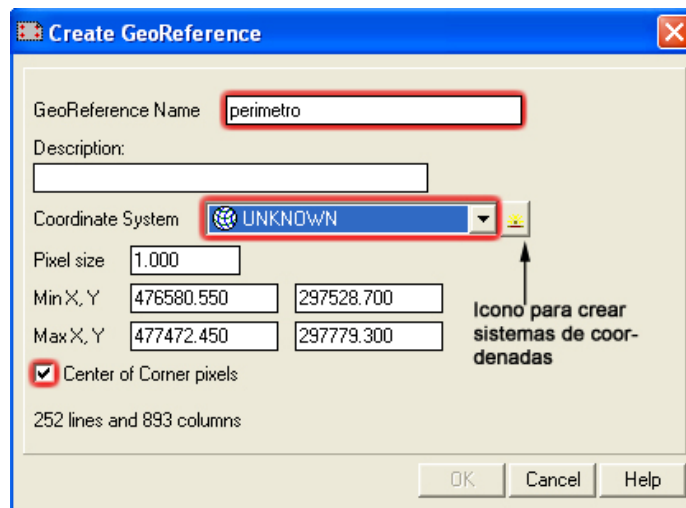 Create GeoReference
GeoReference Name perimetro
Description:
Coordinate System UNKNOWN
Pixel size 1.000
Min X, Y 476580.550 297528.700
Max X, Y 477472.450 297779.300
Icono para crear
sistemas de coor-
denadas
Center of Corner pixels
252 lines and 893 columns
OK Cancel Help